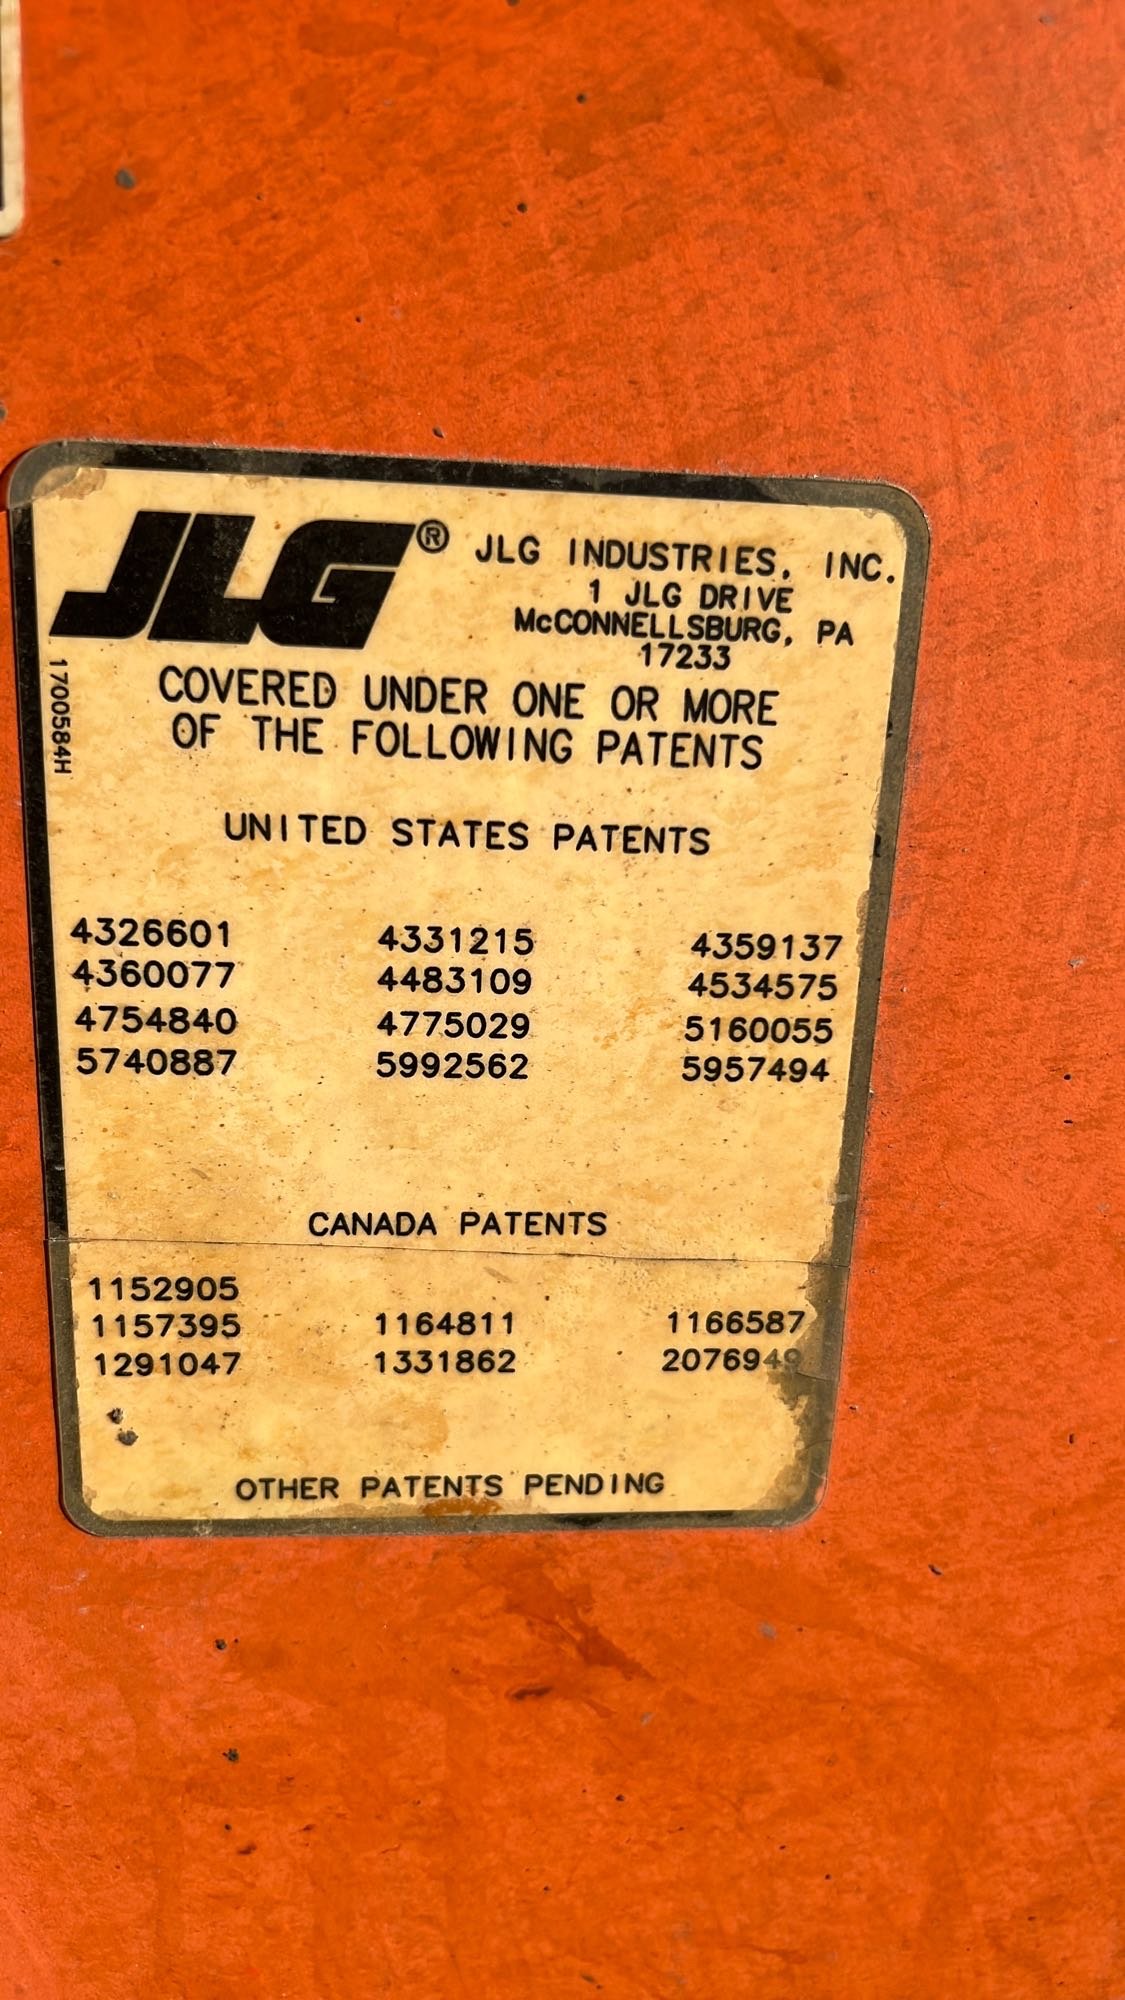 JLG® JLG INDUSTRIES, INC.
1 JLG DRIVE
McCONNELLSBURG, PA
17233
1700584H
COVERED UNDER ONE OR MORE
OF THE FOLLOWING PATENTS
UNITED STATES PATENTS
4326601 4331215 4359137
4360077 4483109 4534575
4754840 4775029 5160055
5740887 5992562 5957494
CANADA PATENTS
1152905
1157395 1164811 1166587
1291047 1331862 2076949
OTHER PATENTS PENDING